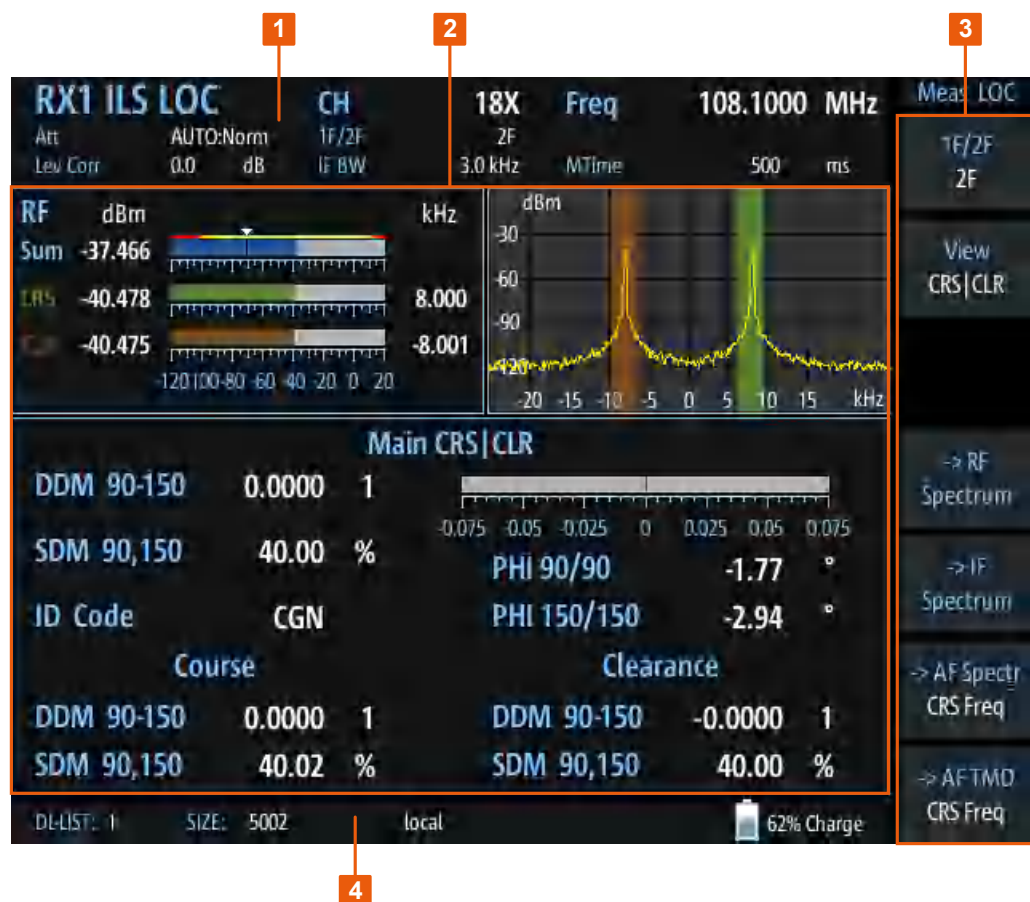 1 2 3
RX1 ILS LOC CH 18X Freq 108.1000 MHz
Att AUTO:Norm 1F/2F 2F
Lev Corr 0.0 dB IF BW 3.0 kHz MTime 500 ms
RF dBm kHz
Sum -37.466
CRS -40.478 8.000
CLR -40.475 -8.001
-120 100 -80 -60 -40 -20 0 20
dBm
-30
-60
-90
-120
-20 -15 -10 -5 0 5 10 15 kHz
Main CRS|CLR
DDM 90-150 0.0000 1
-0.075 -0.05 -0.025 0 0.025 0.05 0.075
SDM 90,150 40.00 %
PHI 90/90 -1.77 °
ID Code CGN
PHI 150/150 -2.94 °
Course
DDM 90-150 0.0000 1
SDM 90,150 40.02 %
Clearance
DDM 90-150 -0.0000 1
SDM 90,150 40.00 %
DL-LIST: 1 SIZE: 5002 local 62% Charge
Meas LOC
1F/2F
2F
View
CRS|CLR
-> RF
Spectrum
-> IF
Spectrum
-> AF Spectr
CRS Freq
-> AF TMD
CRS Freq
4